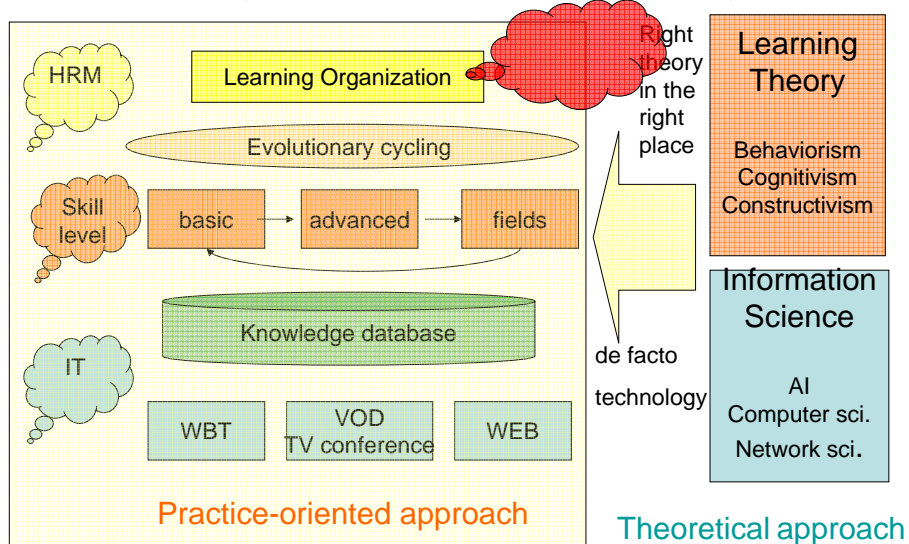 HRM
Learning Organization
Evolutionary cycling
Skill
level
basic
advanced
fields
Knowledge database
IT
WBT
VOD
TV conference
WEB
Practice-oriented approach
Right
theory
in the
right
place
de facto
technology
Learning
Theory
Behaviorism
Cognitivism
Constructivism
Information
Science
AI
Computer sci.
Network sci.
Theoretical approach